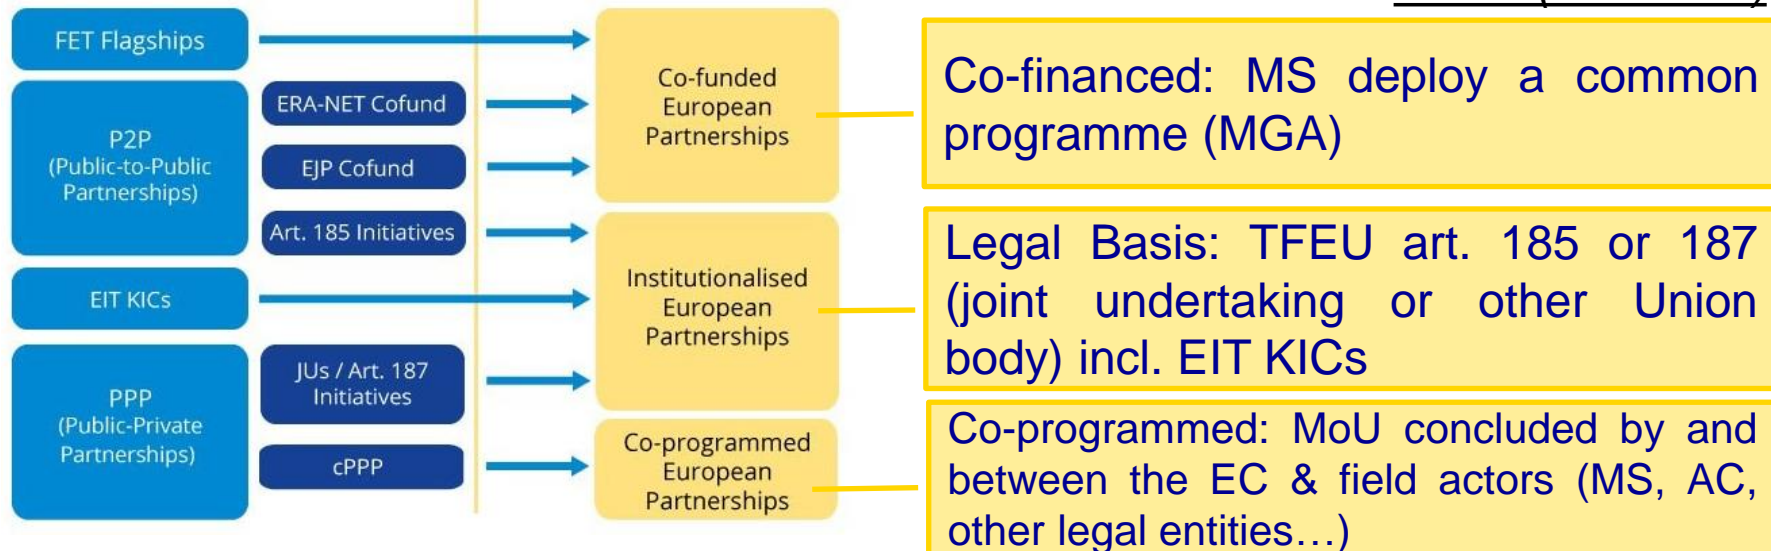 FET Flagships
P2P
(Public-to-Public
Partnerships)
ERA-NET Cofund
EJP Cofund
Art. 185 Initiatives
EIT KICs
PPP
(Public-Private
Partnerships)
JUs / Art. 187
Initiatives
cPPP
Co-funded
European
Partnerships
Institutionalised
European
Partnerships
Co-programmed
European
Partnerships
Co-financed: MS deploy a common
programme (MGA)
Legal Basis: TFEU art. 185 or 187
(joint undertaking or other Union
body) incl. EIT KICs
Co-programmed: MoU concluded by and
between the EC & field actors (MS, AC,
other legal entities…)